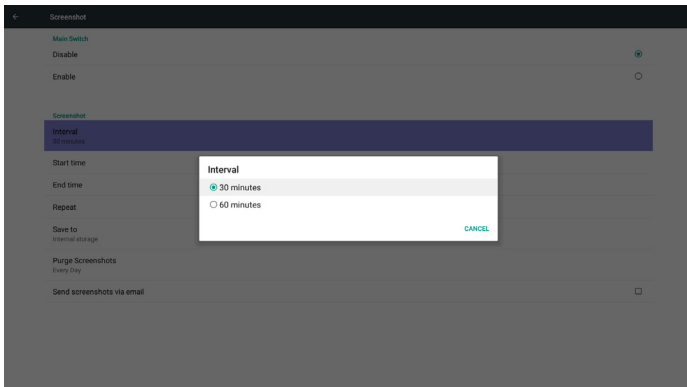 Screenshot
Main Switch
Disable
Enable
Screenshot
Interval
30 minutes
Start time
End time
Repeat
Save to
Internal storage
Purge Screenshots
Every Day
Send screenshots via email
Interval
30 minutes
60 minutes
CANCEL